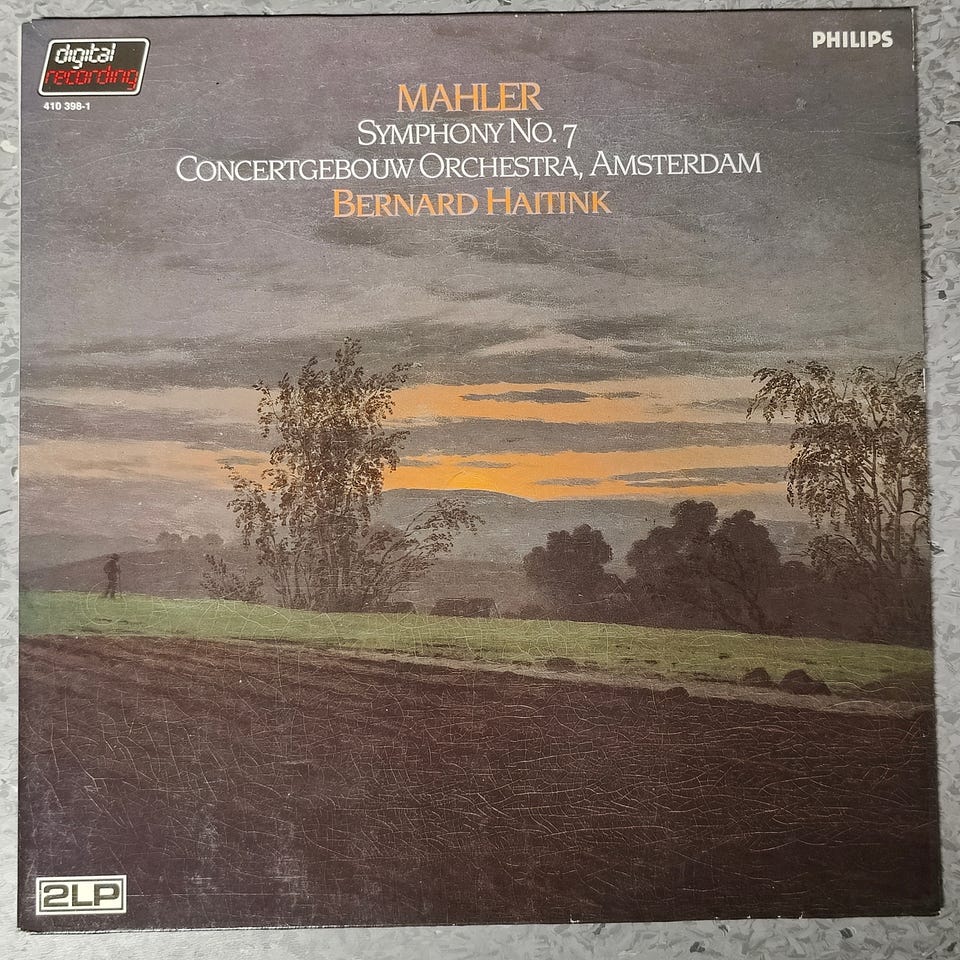 digital
recording
410 398-1
PHILIPS
MAHLER
SYMPHONY NO. 7
CONCERTGEBOUW ORCHESTRA, AMSTERDAM
BERNARD HAITINK
2LP